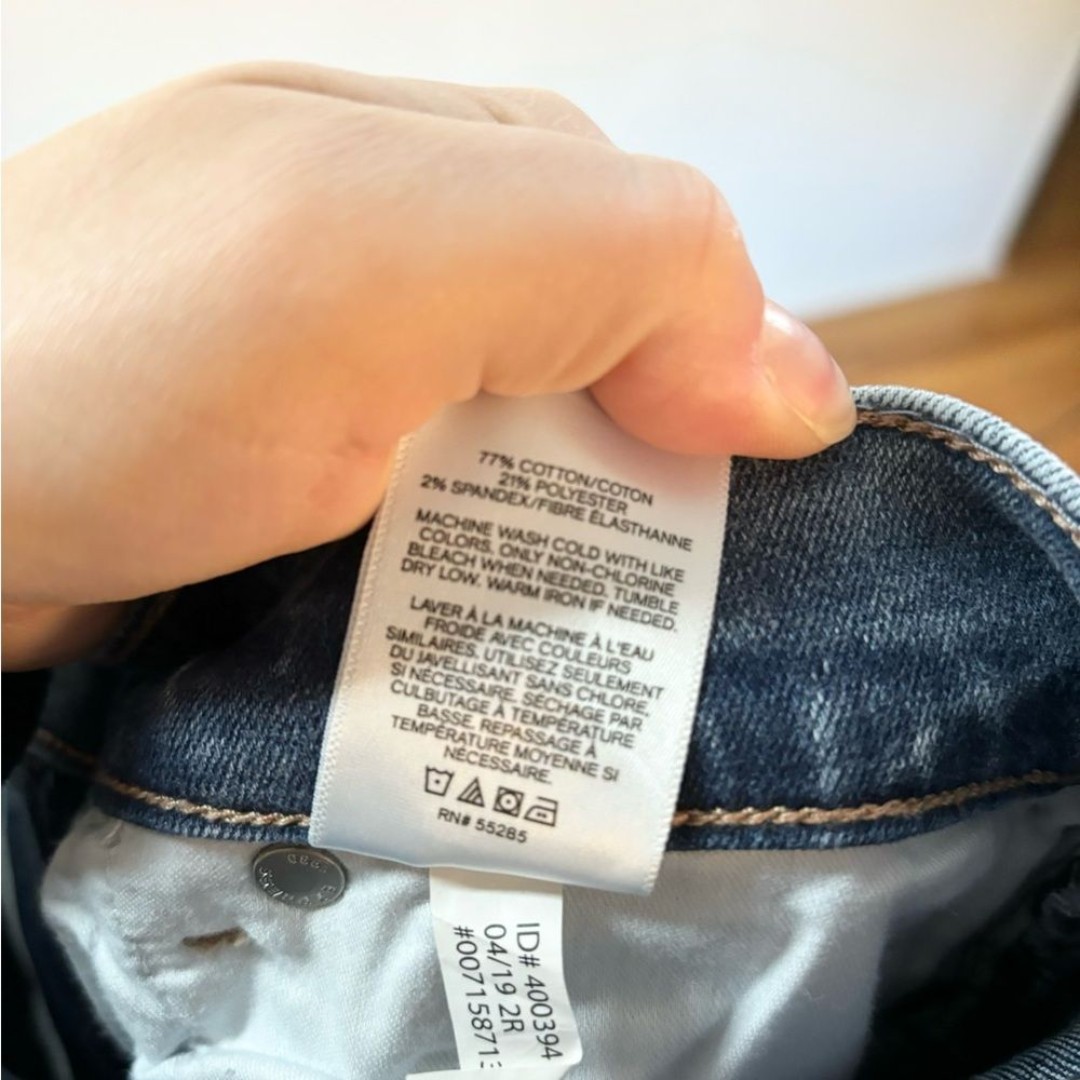 77% COTTON/COTON
21% POLYESTER
2% SPANDEX/FIBRE ÉLASTHANNE
MACHINE WASH COLD WITH LIKE
COLORS. ONLY NON-CHLORINE
BLEACH WHEN NEEDED. TUMBLE
DRY LOW. WARM IRON IF NEEDED.
LAVER À LA MACHINE À L'EAU
FROIDE AVEC COULEURS
SIMILAIRES. UTILISEZ SEULEMENT
DU JAVELLISANT SANS CHLORE,
SI NÉCESSAIRE. SÉCHAGE PAR
CULBUTAGE À TEMPÉRATURE
BASSE. REPASSAGE À
TEMPÉRATURE MOYENNE SI
NÉCESSAIRE.
RN# 55285
ID# 400394
04/19 2R
#00715871